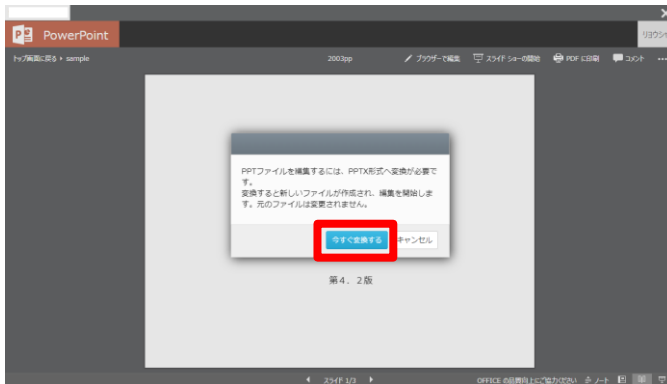 PowerPoint
トップ画面に戻る ▸ sample
2003pp
ブラウザーで編集
スライド ショーの開始
PDF に印刷
コメント
PPTファイルを編集するには、PPTX形式へ変換が必要で
す。
変換すると新しいファイルが作成され、編集を開始しま
す。元のファイルは変更されません。
今すぐ変換する
キャンセル
第４．２版
スライド 1/3
OFFICE の品質向上にご協力ください
ノート